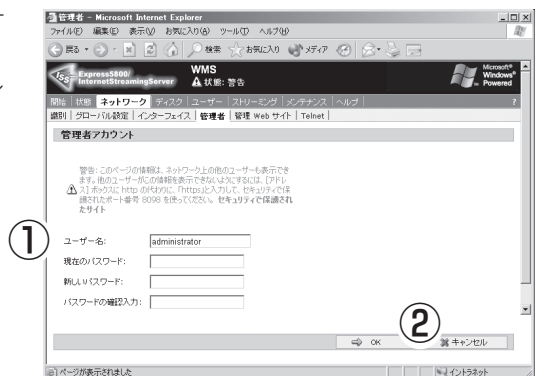 管理者 - Microsoft Internet Explorer
ファイル(F) 編集(E) 表示(V) お気に入り(A) ツール(T) ヘルプ(H)
戻る 検索 お気に入り メディア
iss Express5800/ InternetStreamingServer
WMS
状態: 警告
Microsoft® Windows® Powered
開始 | 状態 | ネットワーク | ディスク | ユーザー | ストリーミング | メンテナンス | ヘルプ | ?
識別 | グローバル設定 | インターフェイス | 管理者 | 管理 Web サイト | Telnet |
管理者アカウント
警告: このページの情報は、ネットワーク上の他のユーザーも表示でき
ます。他のユーザーがこの情報を表示できないようにするには、[アドレ
ス] ボックスに http の代わりに、「https」と入力して、セキュリティで保
護されたポート番号 8098 を使ってください。 セキュリティで保護され
たサイト
①
ユーザー名: administrator
現在のパスワード:
新しいパスワード:
パスワードの確認入力:
②
OK キャンセル
ページが表示されました イントラネット